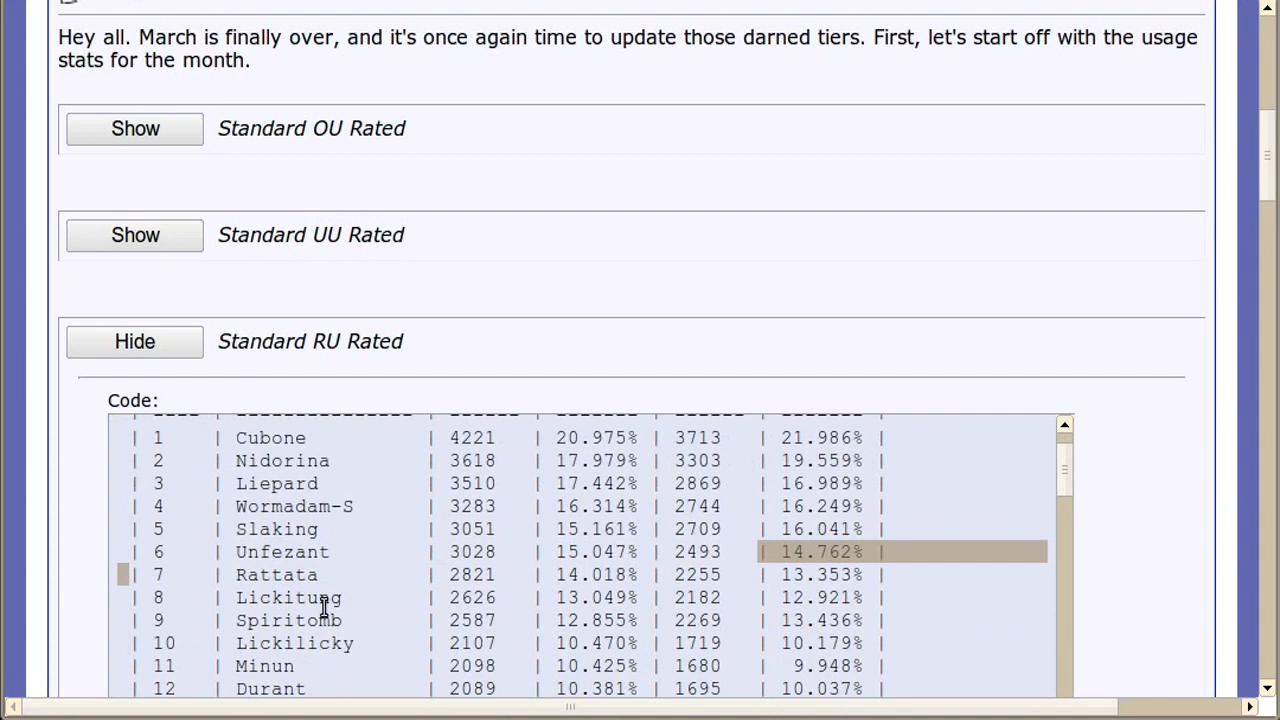 Hey all. March is finally over, and it's once again time to update those darned tiers. First, let's start off with the usage
stats for the month.
Show Standard OU Rated
Show Standard UU Rated
Hide Standard RU Rated
Code:
| 1 | Cubone | 4221 | 20.975% | 3713 | 21.986% |
| 2 | Nidorina | 3618 | 17.979% | 3303 | 19.559% |
| 3 | Liepard | 3510 | 17.442% | 2869 | 16.989% |
| 4 | Wormadam-S | 3283 | 16.314% | 2744 | 16.249% |
| 5 | Slaking | 3051 | 15.161% | 2709 | 16.041% |
| 6 | Unfezant | 3028 | 15.047% | 2493 | 14.762% |
| 7 | Rattata | 2821 | 14.018% | 2255 | 13.353% |
| 8 | Lickitung | 2626 | 13.049% | 2182 | 12.921% |
| 9 | Spiritomb | 2587 | 12.855% | 2269 | 13.436% |
| 10 | Lickilicky | 2107 | 10.470% | 1719 | 10.179% |
| 11 | Minun | 2098 | 10.425% | 1680 | 9.948% |
| 12 | Durant | 2089 | 10.381% | 1695 | 10.037% |